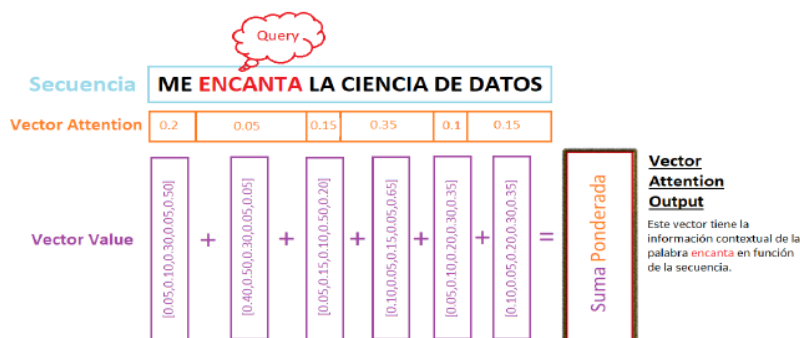 Query
Secuencia ME ENCANTA LA CIENCIA DE DATOS
Vector Attention 0.2 0.05 0.15 0.35 0.1 0.15
Vector Value [0.05,0.10,0.30,0.05,0.50] + [0.40,0.50,0.30,0.05,0.05] + [0.05,0.15,0.10,0.50,0.20] + [0.10,0.05,0.15,0.05,0.65] + [0.05,0.10,0.20,0.30,0.35] + [0.10,0.05,0.20,0.30,0.35] = Suma Ponderada
Vector
Attention
Output
Este vector tiene la
información contextual de la
palabra encanta en función
de la secuencia.